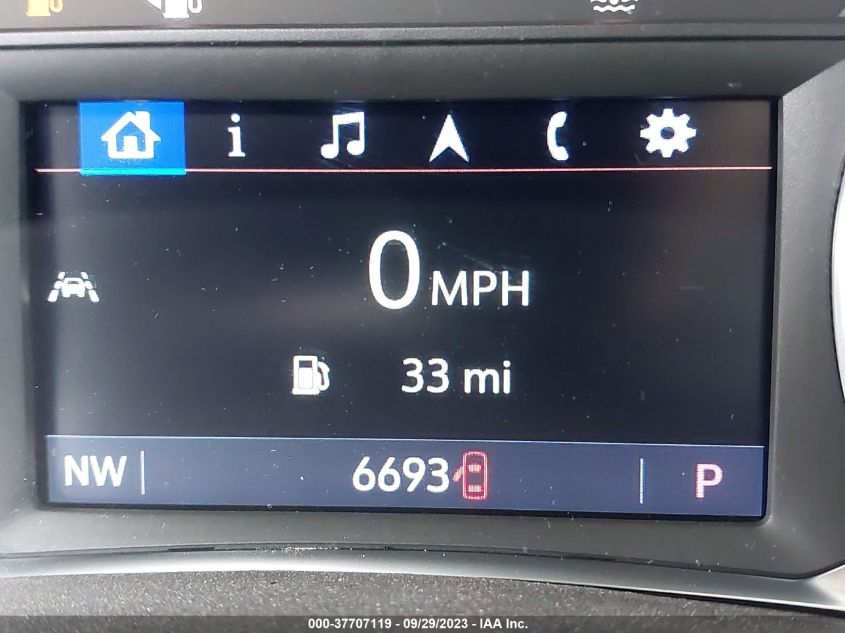 0 MPH
33 mi
NW 6693 P
000-37707119 - 09/29/2023 - IAA Inc.